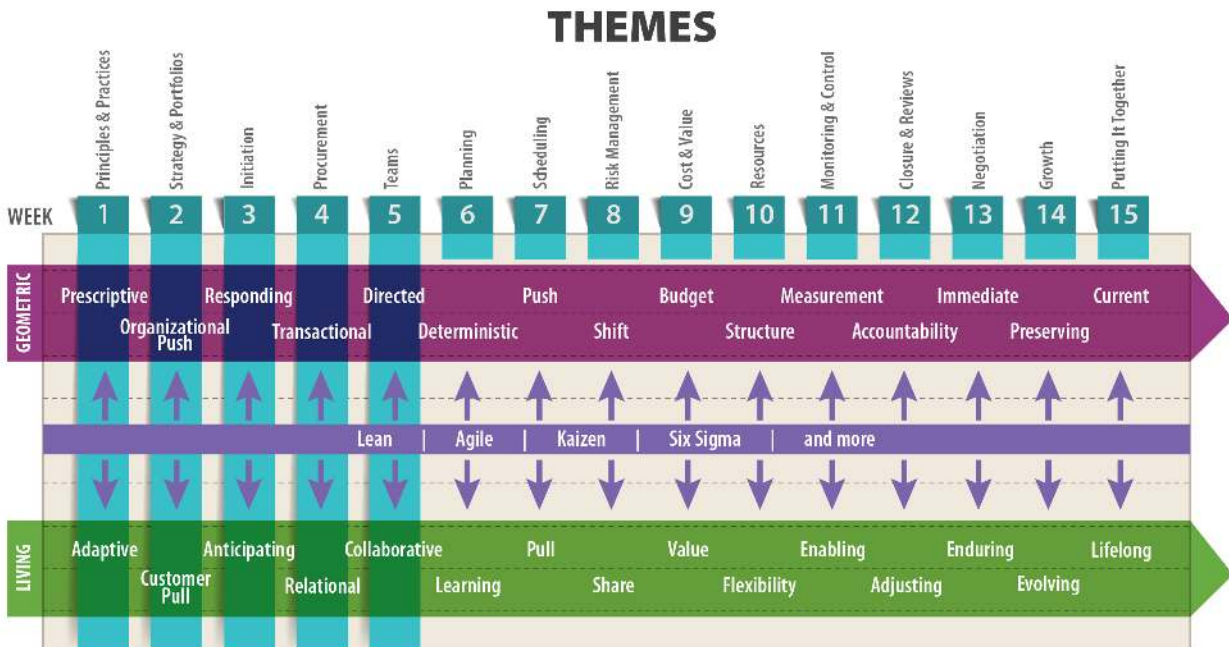 THEMES
Principles & Practices
Strategy & Portfolios
Initiation
Procurement
Teams
Planning
Scheduling
Risk Management
Cost & Value
Resources
Monitoring & Control
Closure & Reviews
Negotiation
Growth
Putting It Together
WEEK 1 2 3 4 5 6 7 8 9 10 11 12 13 14 15
GEOMETRIC
Prescriptive Responding Directed Push Budget Measurement Immediate Current
Organizational Push Transactional Deterministic Shift Structure Accountability Preserving
Lean | Agile | Kaizen | Six Sigma | and more
LIVING
Adaptive Anticipating Collaborative Pull Value Enabling Enduring Lifelong
Customer Pull Relational Learning Share Flexibility Adjusting Evolving